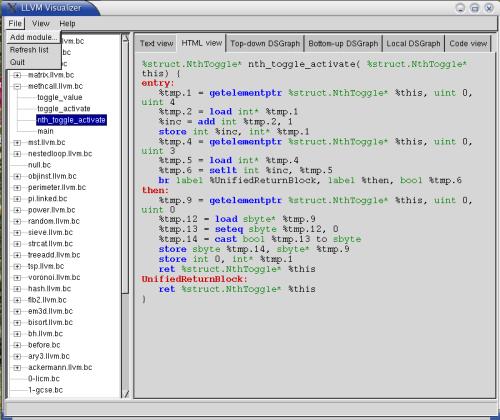 LLVM Visualizer
File View Help
Add module...
Refresh list
Quit
llvm.bc
bc
bc
matrix.llvm.bc
methcall.llvm.bc
toggle_value
toggle_activate
nth_toggle_activate
main
mst.llvm.bc
nestedloop.llvm.bc
null.bc
objinst.llvm.bc
perimeter.llvm.bc
pi.linked.bc
power.llvm.bc
random.llvm.bc
sieve.llvm.bc
strcat.llvm.bc
treeadd.llvm.bc
tsp.llvm.bc
voronoi.llvm.bc
hash.llvm.bc
fib2.llvm.bc
em3d.llvm.bc
bisort.llvm.bc
bh.llvm.bc
before.bc
ary3.llvm.bc
ackermann.llvm.bc
0-licm.bc
1-gcse.bc
Text view HTML view Top-down DSGraph Bottom-up DSGraph Local DSGraph Code view
%struct.NthToggle* nth_toggle_activate( %struct.NthToggle*
this) {
entry:
%tmp.1 = getelementptr %struct.NthToggle* %this, uint 0,
uint 4
%tmp.2 = load int* %tmp.1
%inc = add int %tmp.2, 1
store int %inc, int* %tmp.1
%tmp.4 = getelementptr %struct.NthToggle* %this, uint 0,
uint 3
%tmp.5 = load int* %tmp.4
%tmp.6 = setlt int %inc, %tmp.5
br label %UnifiedReturnBlock, label %then, bool %tmp.6
then:
%tmp.9 = getelementptr %struct.NthToggle* %this, uint 0,
uint 0
%tmp.12 = load sbyte* %tmp.9
%tmp.13 = seteq sbyte %tmp.12, 0
%tmp.14 = cast bool %tmp.13 to sbyte
store sbyte %tmp.14, sbyte* %tmp.9
store int 0, int* %tmp.1
ret %struct.NthToggle* %this
UnifiedReturnBlock:
ret %struct.NthToggle* %this
}